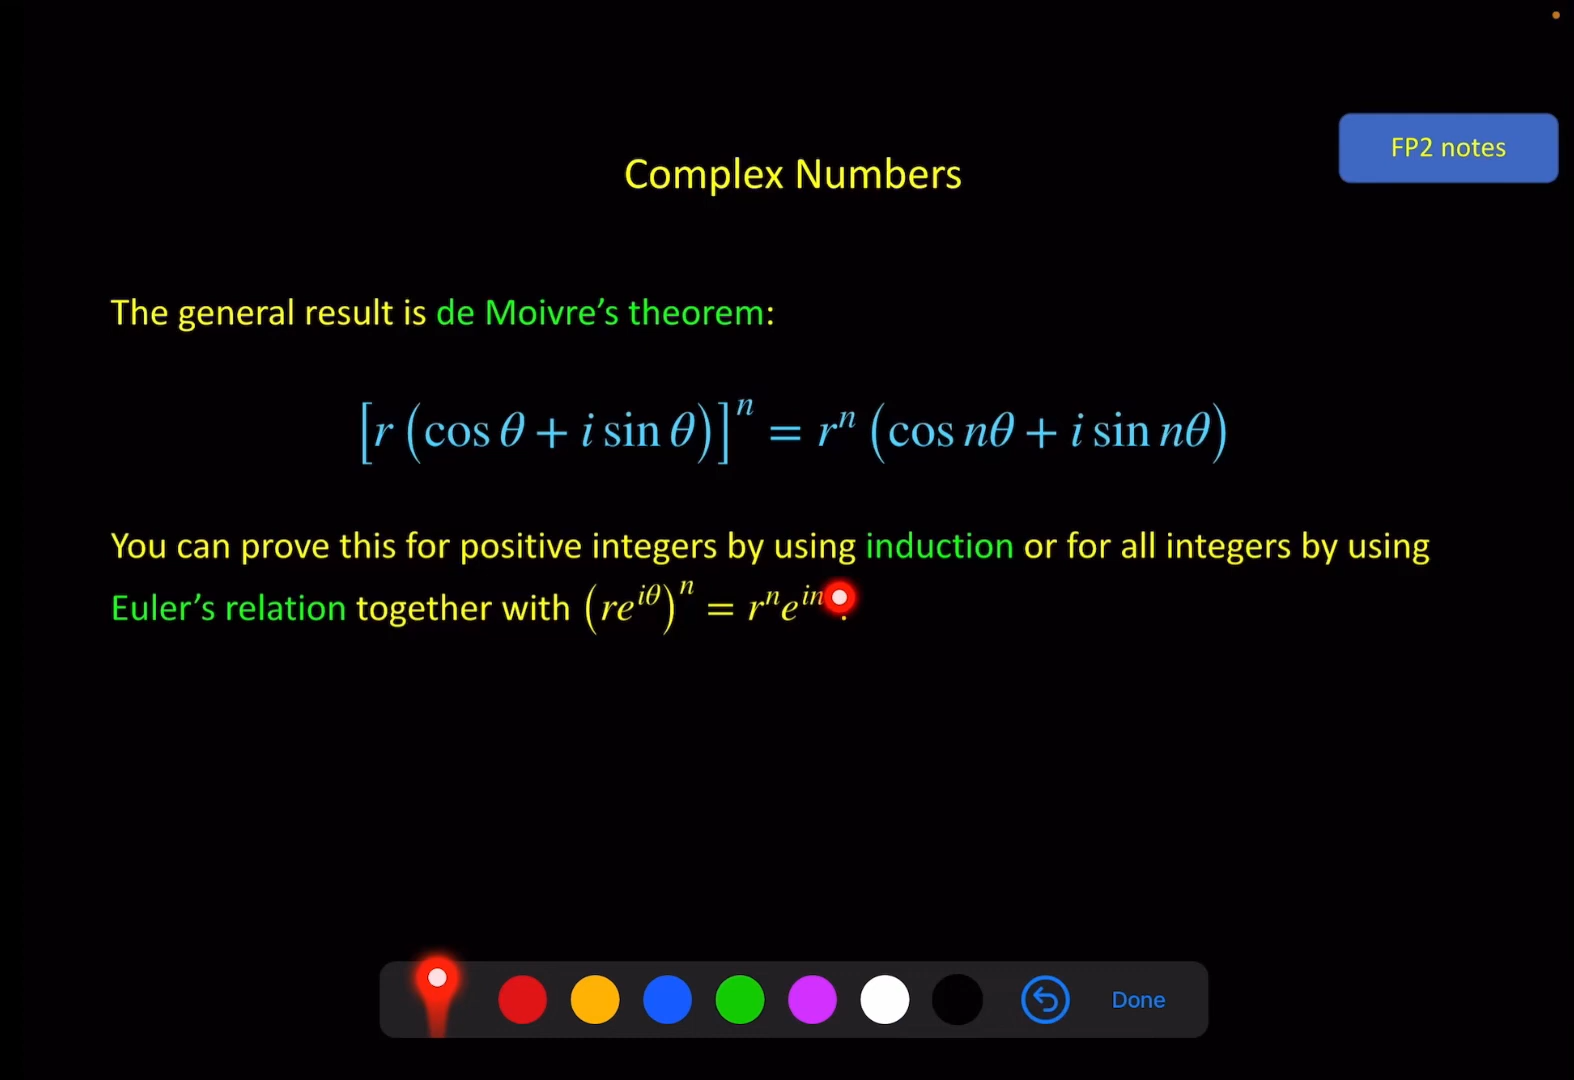 FP2 notes
Complex Numbers
The general result is de Moivre’s theorem:
[r (cos θ + i sin θ)]ⁿ = rⁿ (cos nθ + i sin nθ)
You can prove this for positive integers by using induction or for all integers by using
Euler’s relation together with (re^{iθ})ⁿ = rⁿe^{in} .
Done